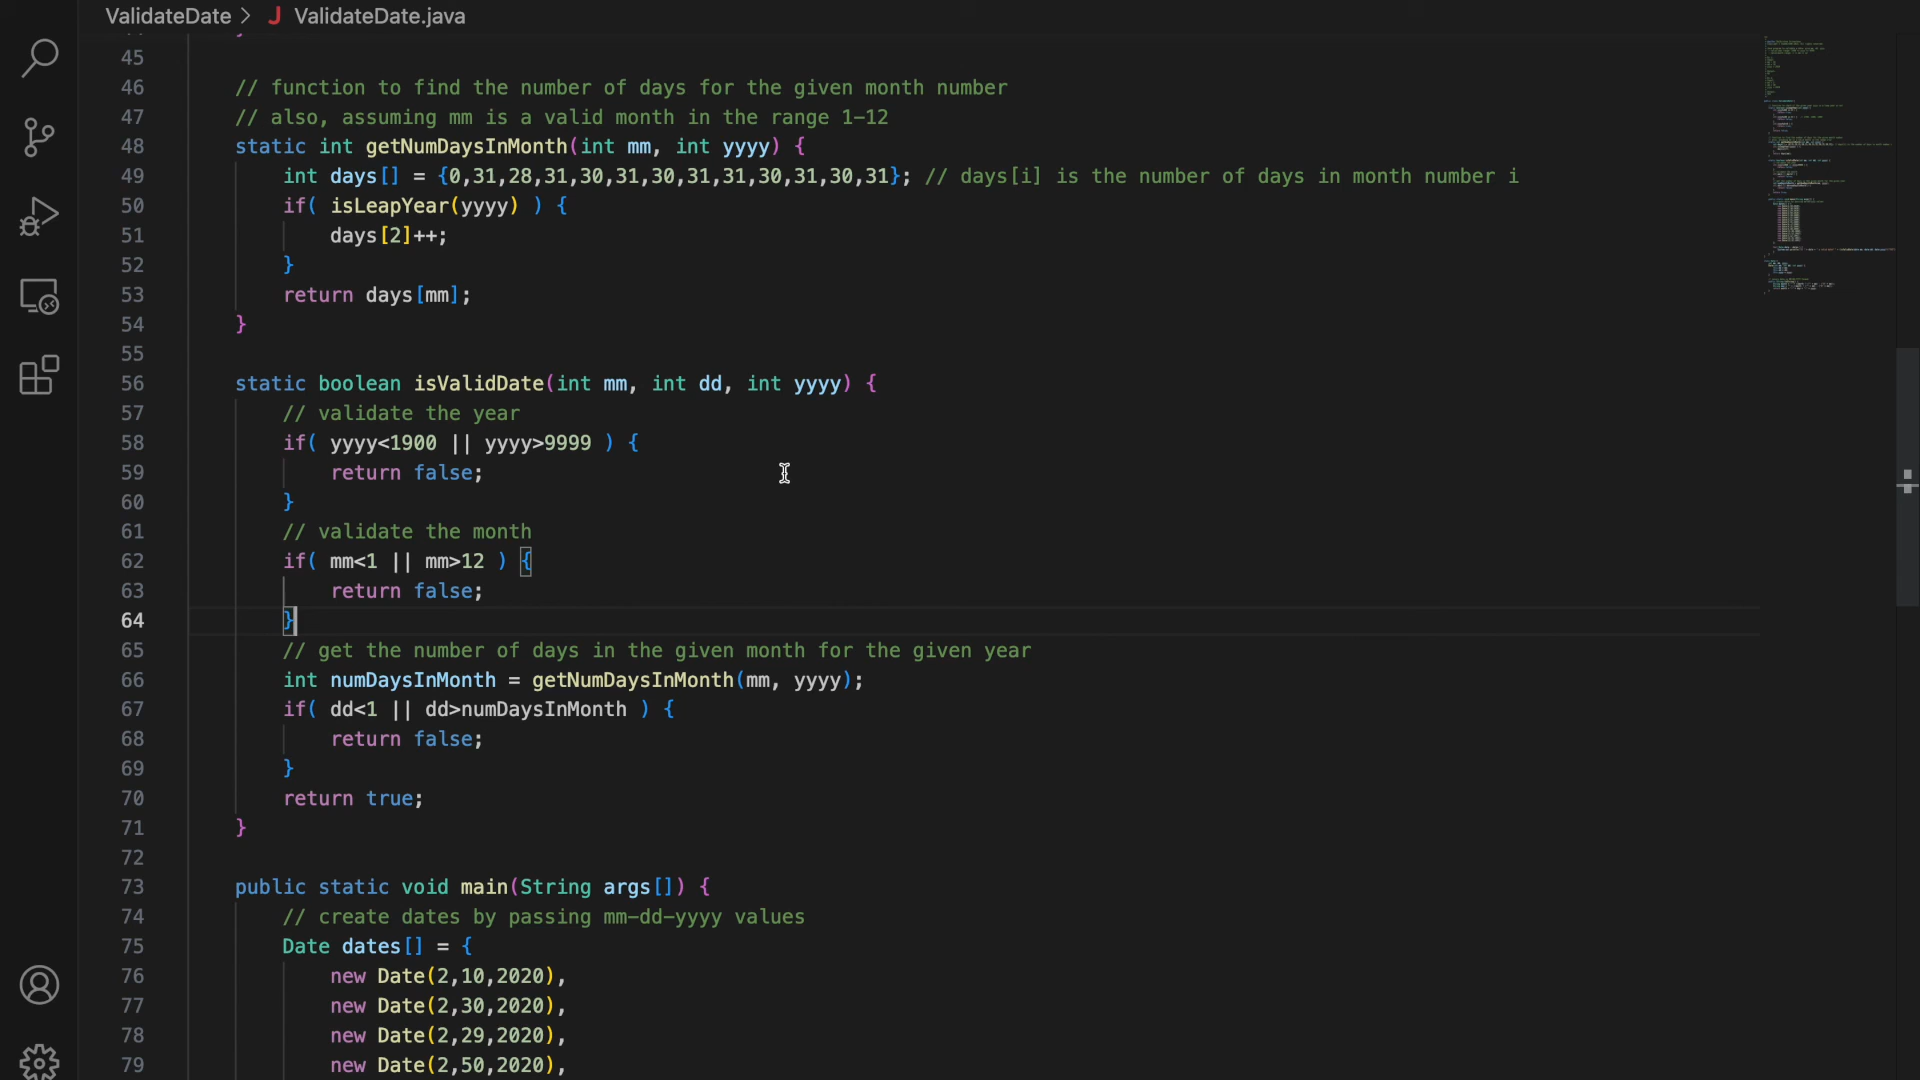 ValidateDate > J ValidateDate.java
45
46 // function to find the number of days for the given month number
47 // also, assuming mm is a valid month in the range 1-12
48 static int getNumDaysInMonth(int mm, int yyyy) {
49 int days[] = {0,31,28,31,30,31,30,31,31,30,31,30,31}; // days[i] is the number of days in month number i
50 if( isLeapYear(yyyy) ) {
51 days[2]++;
52 }
53 return days[mm];
54 }
55
56 static boolean isValidDate(int mm, int dd, int yyyy) {
57 // validate the year
58 if( yyyy<1900 || yyyy>9999 ) {
59 return false;
60 }
61 // validate the month
62 if( mm<1 || mm>12 ) {
63 return false;
64 }
65 // get the number of days in the given month for the given year
66 int numDaysInMonth = getNumDaysInMonth(mm, yyyy);
67 if( dd<1 || dd>numDaysInMonth ) {
68 return false;
69 }
70 return true;
71 }
72
73 public static void main(String args[]) {
74 // create dates by passing mm-dd-yyyy values
75 Date dates[] = {
76 new Date(2,10,2020),
77 new Date(2,30,2020),
78 new Date(2,29,2020),
79 new Date(2,50,2020),